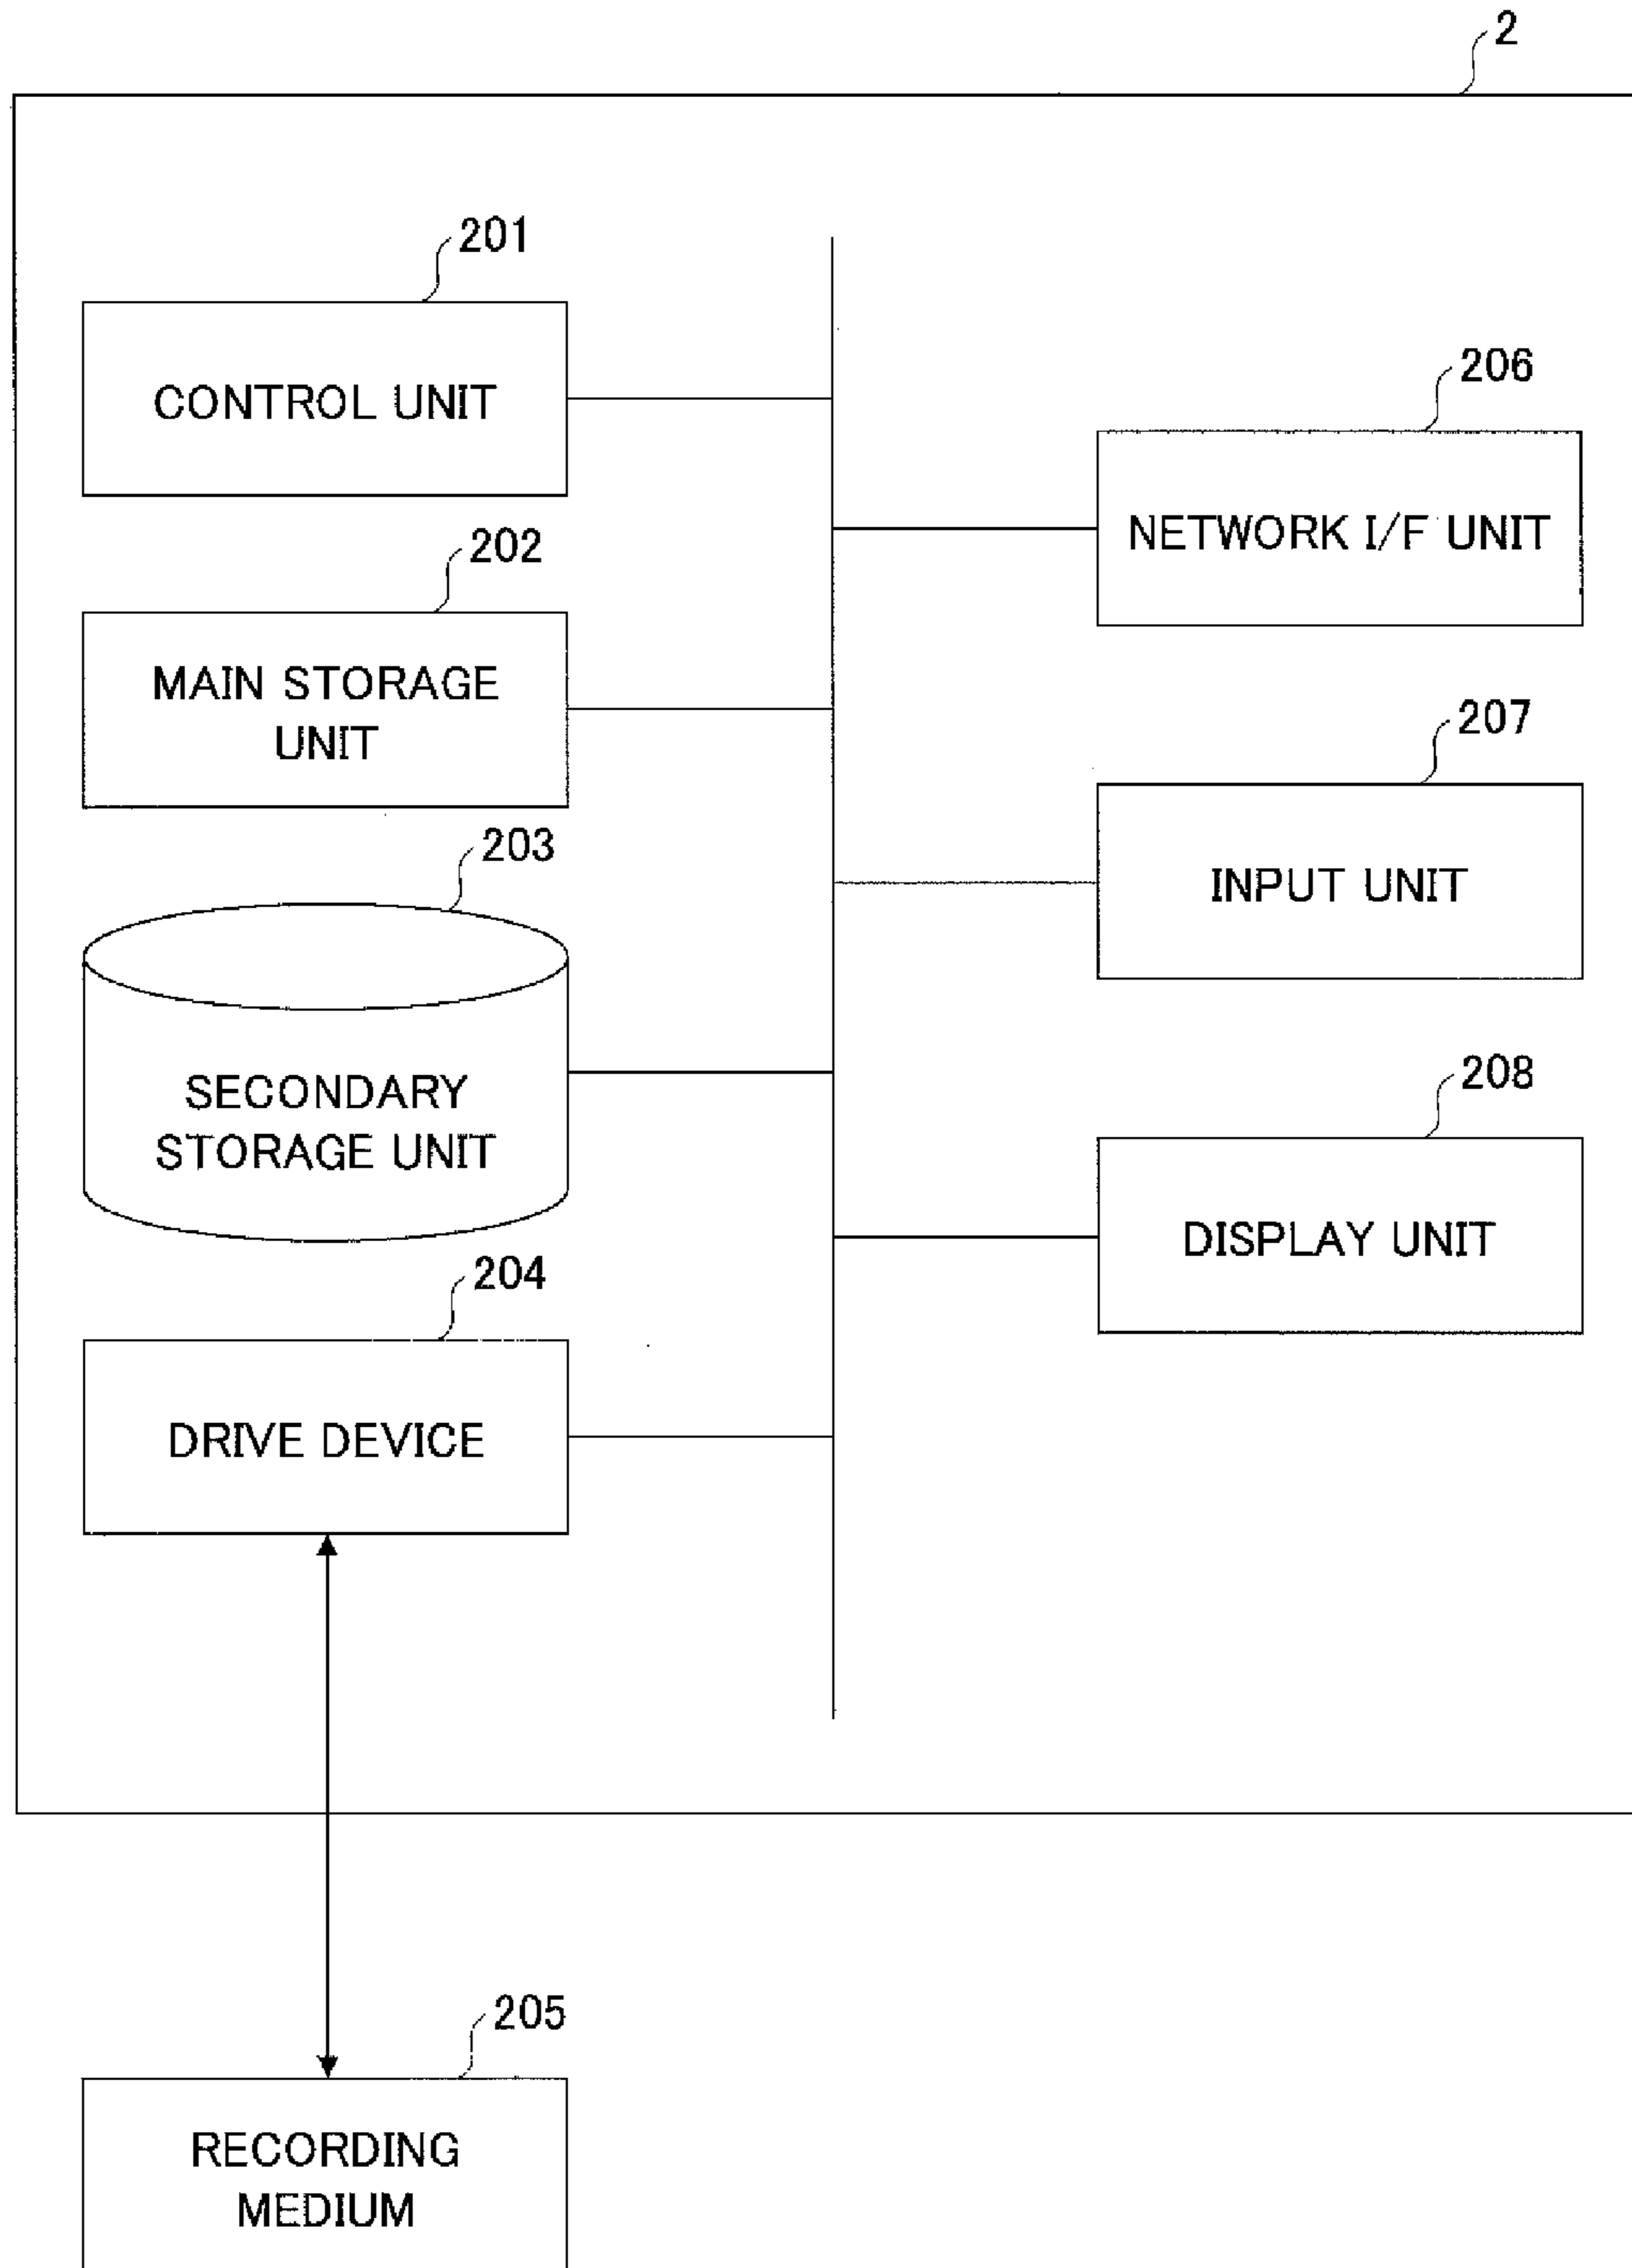 2
201
CONTROL UNIT
202
MAIN STORAGE
UNIT
203
SECONDARY
STORAGE UNIT
204
DRIVE DEVICE
206
NETWORK I/F UNIT
207
INPUT UNIT
208
DISPLAY UNIT
205
RECORDING
MEDIUM